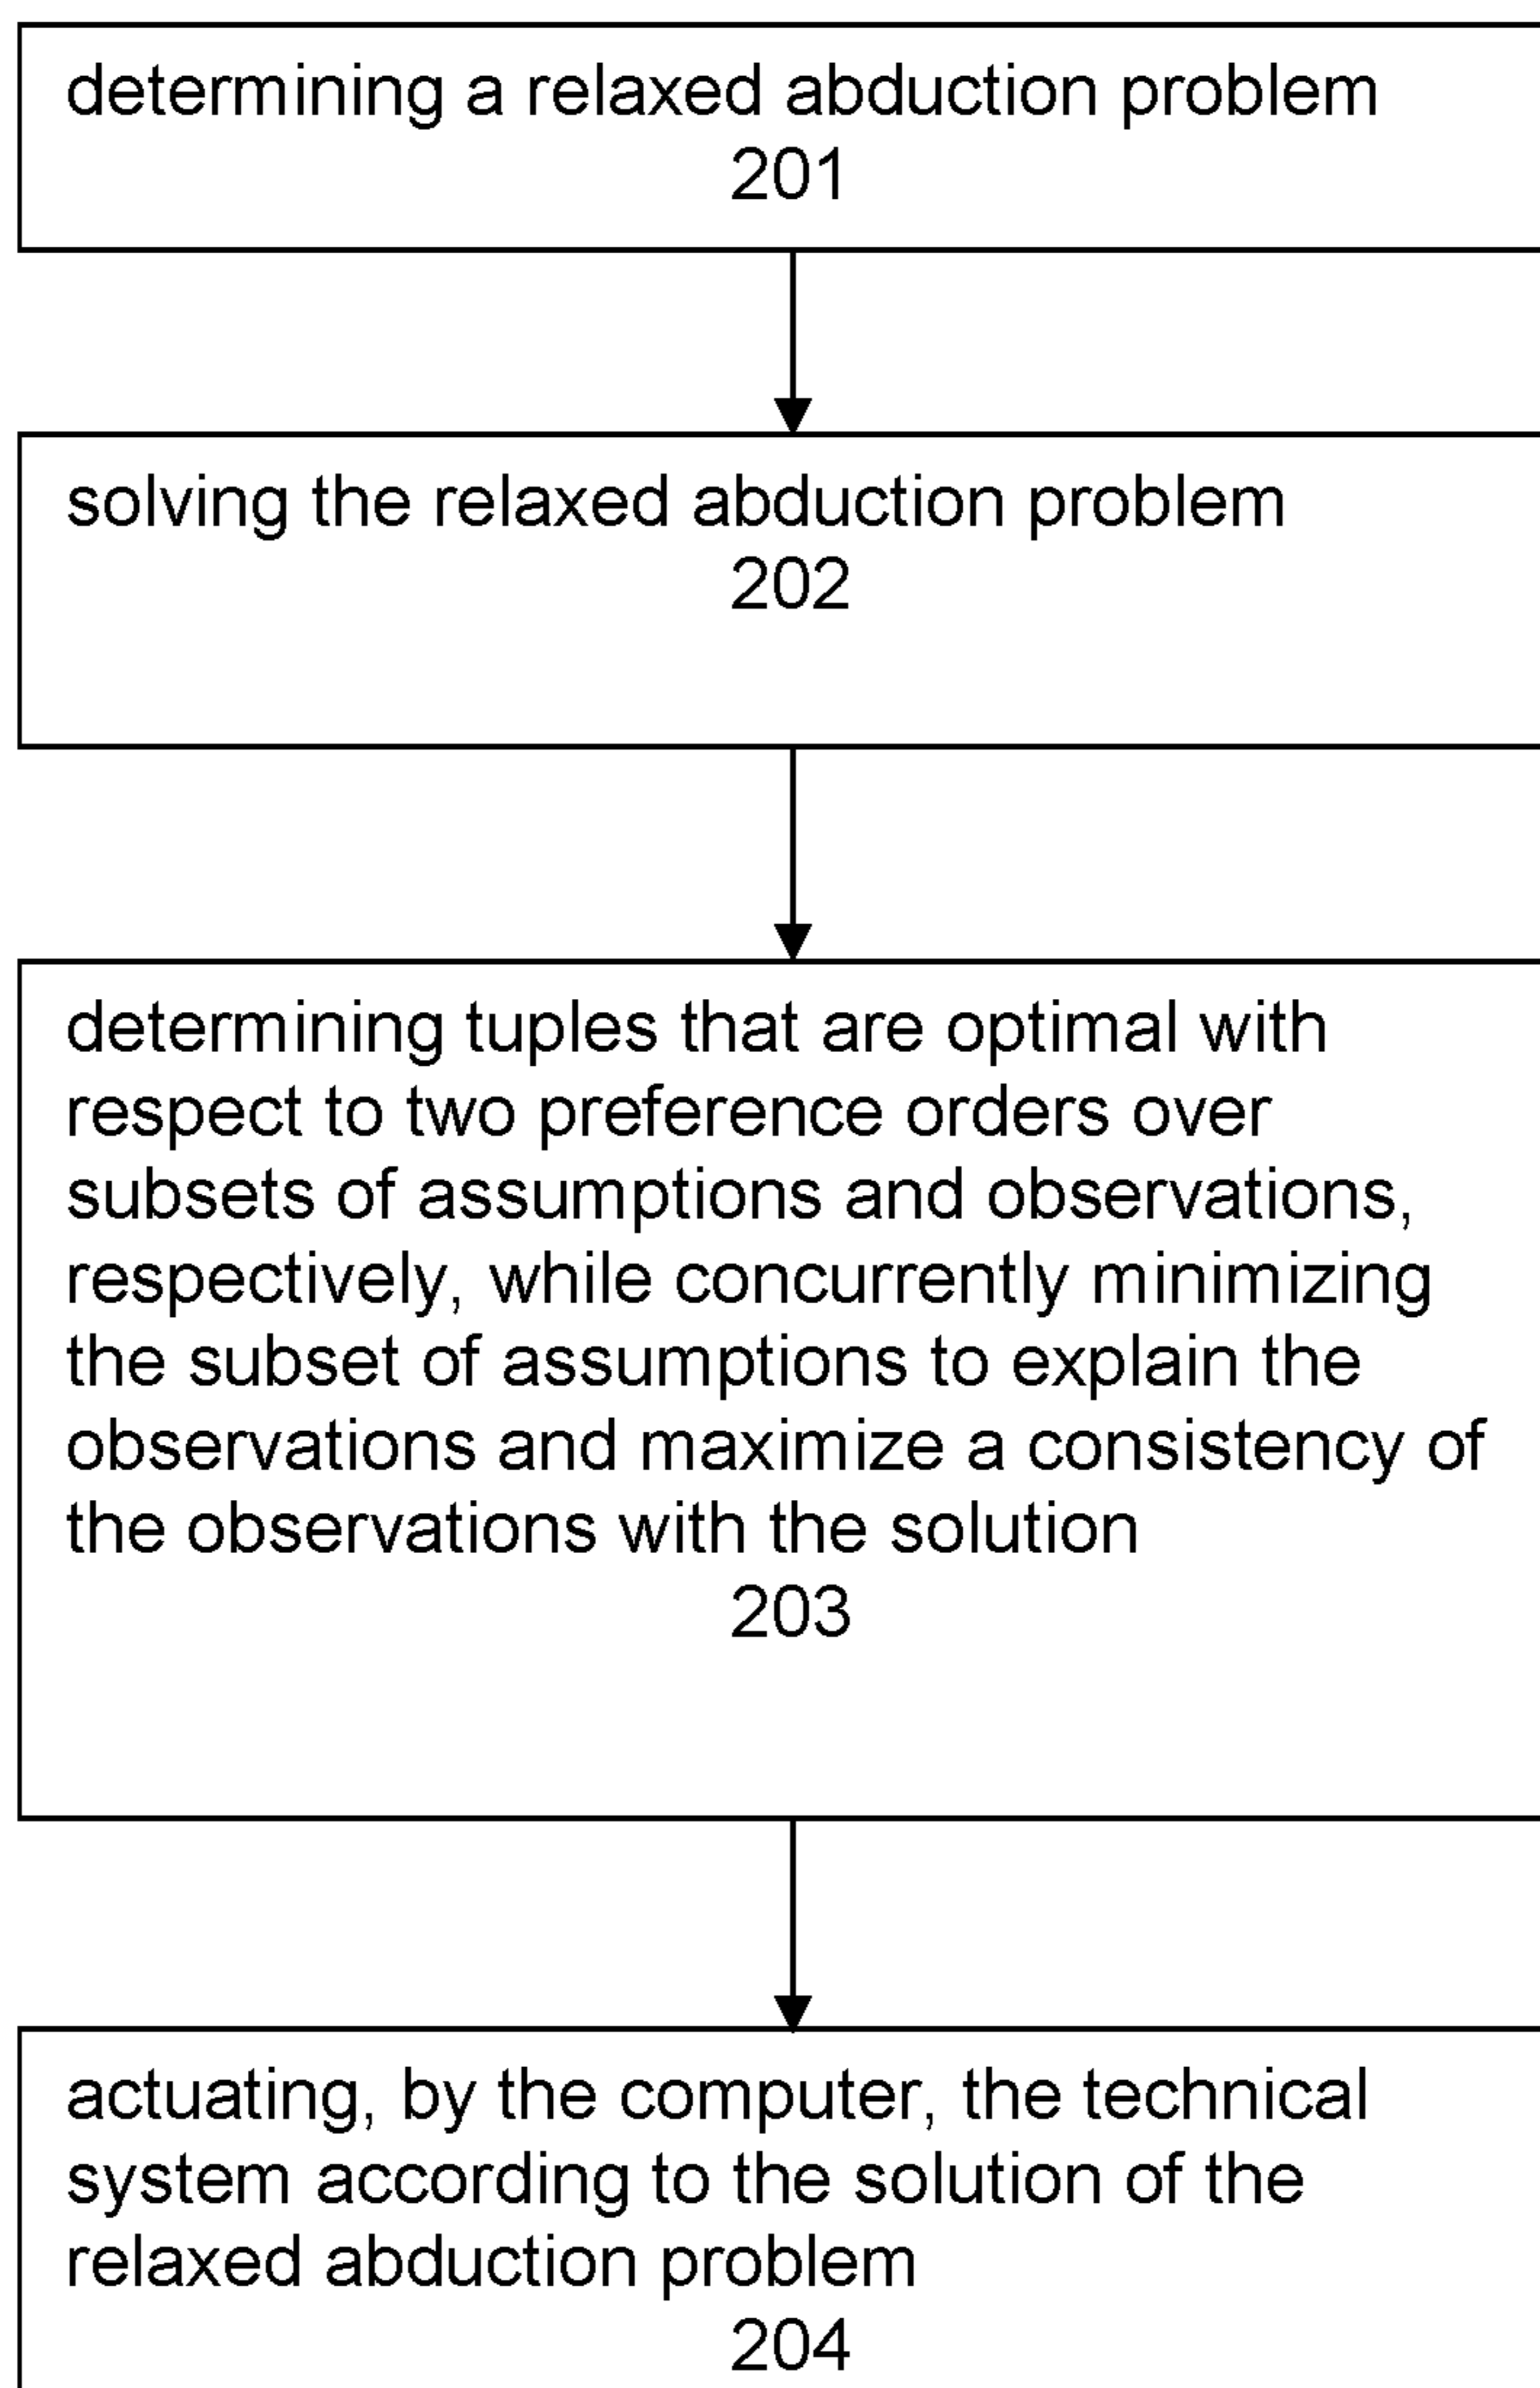 determining a relaxed abduction problem
201
solving the relaxed abduction problem
202
determining tuples that are optimal with
respect to two preference orders over
subsets of assumptions and observations,
respectively, while concurrently minimizing
the subset of assumptions to explain the
observations and maximize a consistency of
the observations with the solution
203
actuating, by the computer, the technical
system according to the solution of the
relaxed abduction problem
204